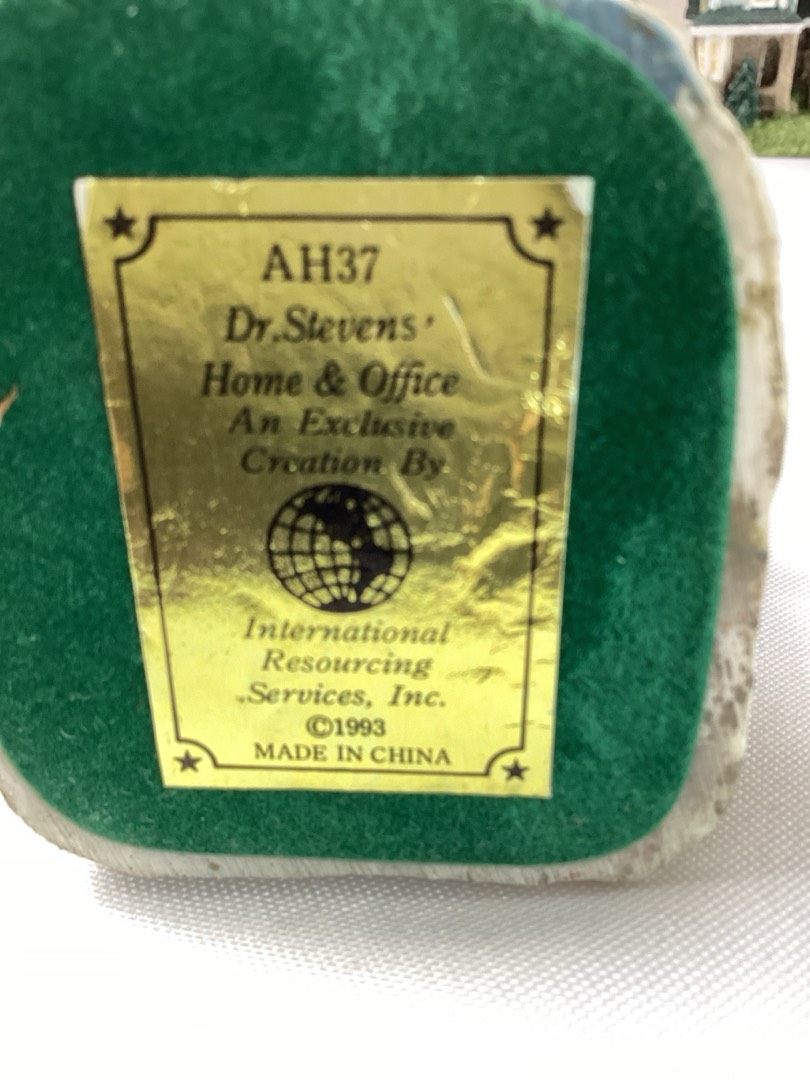 AH37
Dr.Stevens'
Home & Office
An Exclusive
Creation By
International
Resourcing
Services, Inc.
©1993
MADE IN CHINA